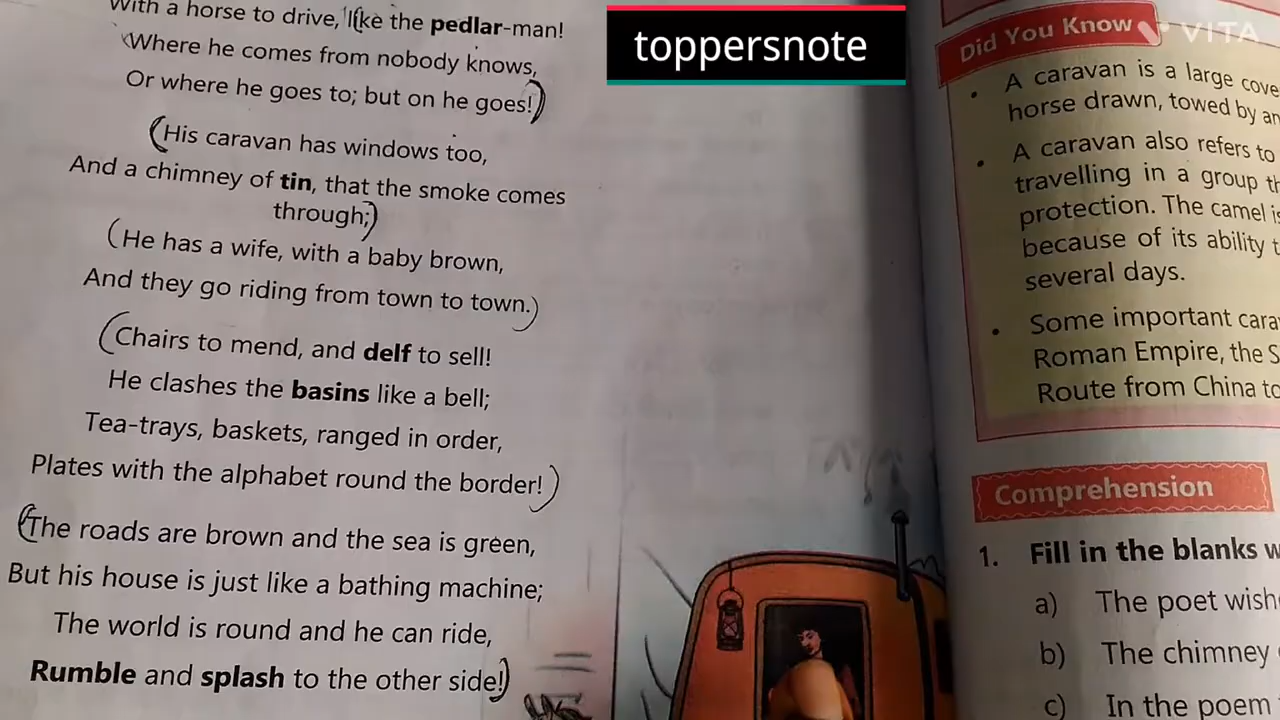 With a horse to drive, like the pedlar-man!
Where he comes from nobody knows,
Or where he goes to; but on he goes!
His caravan has windows too,
And a chimney of tin, that the smoke comes
through;
He has a wife, with a baby brown,
And they go riding from town to town.
Chairs to mend, and delf to sell!
He clashes the basins like a bell;
Tea-trays, baskets, ranged in order,
Plates with the alphabet round the border!
The roads are brown and the sea is green,
But his house is just like a bathing machine;
The world is round and he can ride,
Rumble and splash to the other side!
toppersnote
VITA
Did You Know
• A caravan is a large cove
horse drawn, towed by an
• A caravan also refers to
travelling in a group th
protection. The camel is
because of its ability t
several days.
• Some important cara
Roman Empire, the S
Route from China to
Comprehension
1. Fill in the blanks w
a) The poet wish
b) The chimney
c) In the poem